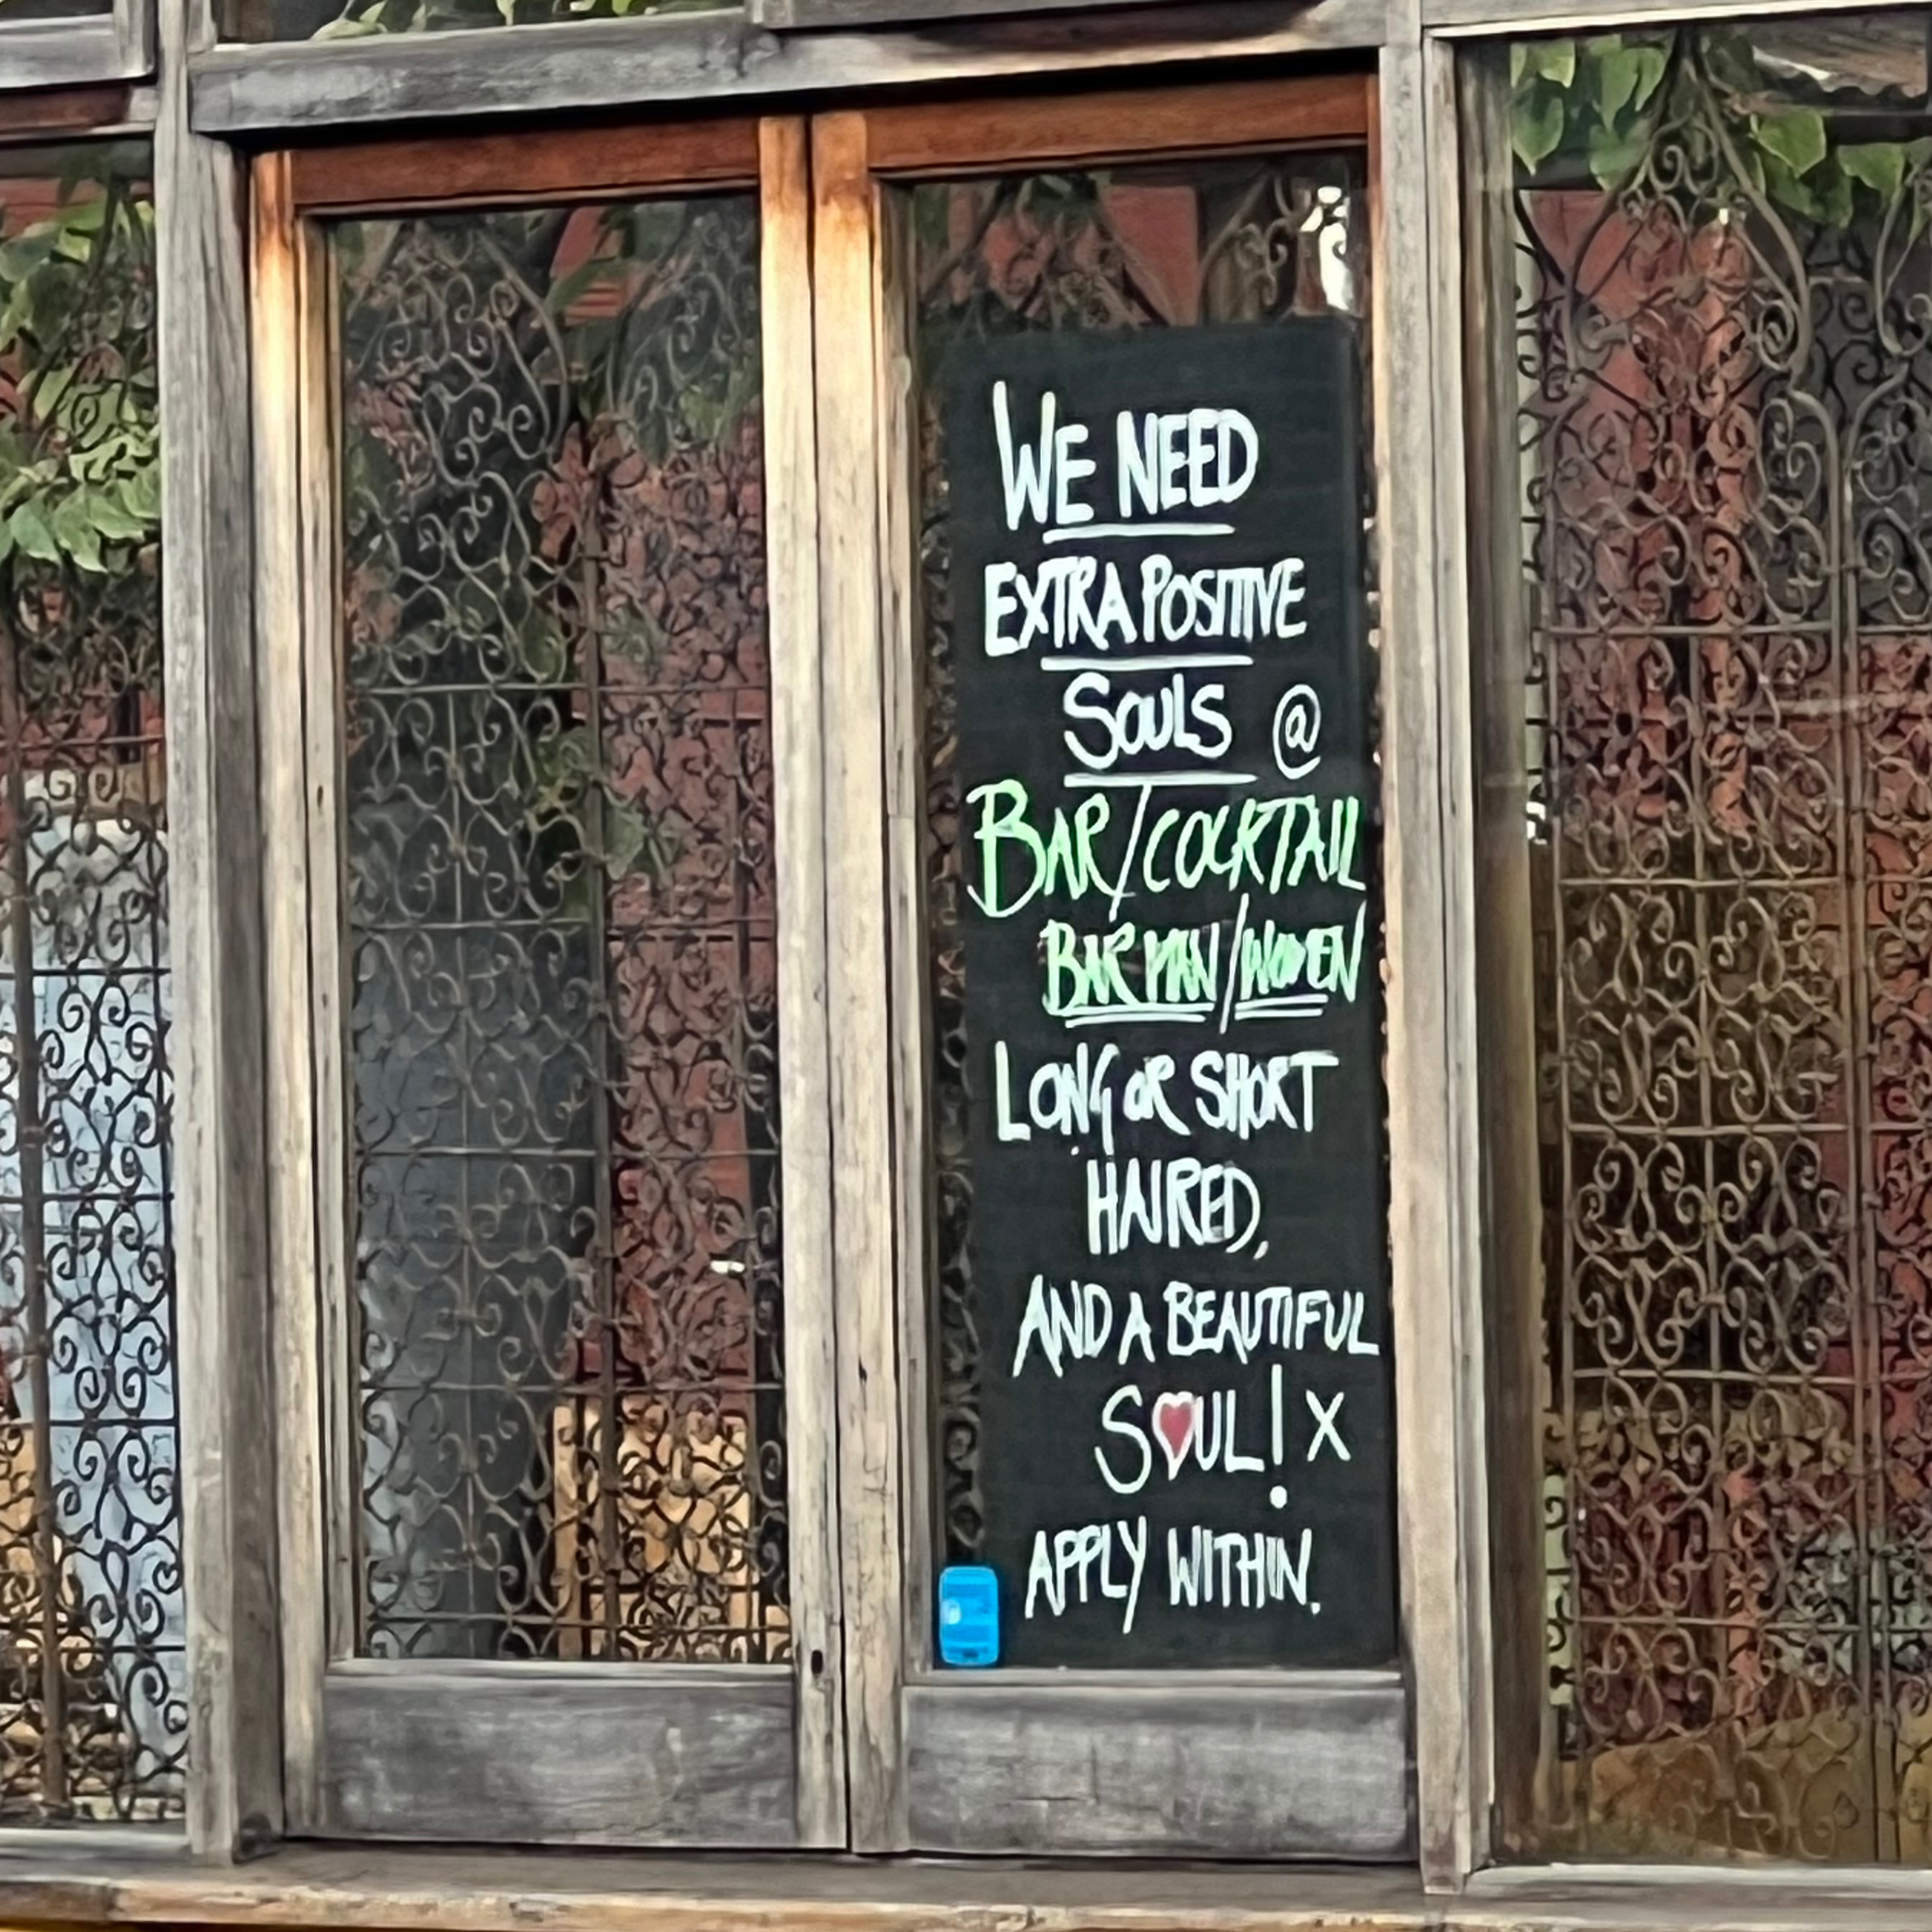 WE NEED
EXTRA POSITIVE
SOULS @
BAR/COCKTAIL
BAR MAN/WOMEN
LONG OR SHORT
HAIRED,
AND A BEAUTIFUL
SOUL! X
APPLY WITHIN.